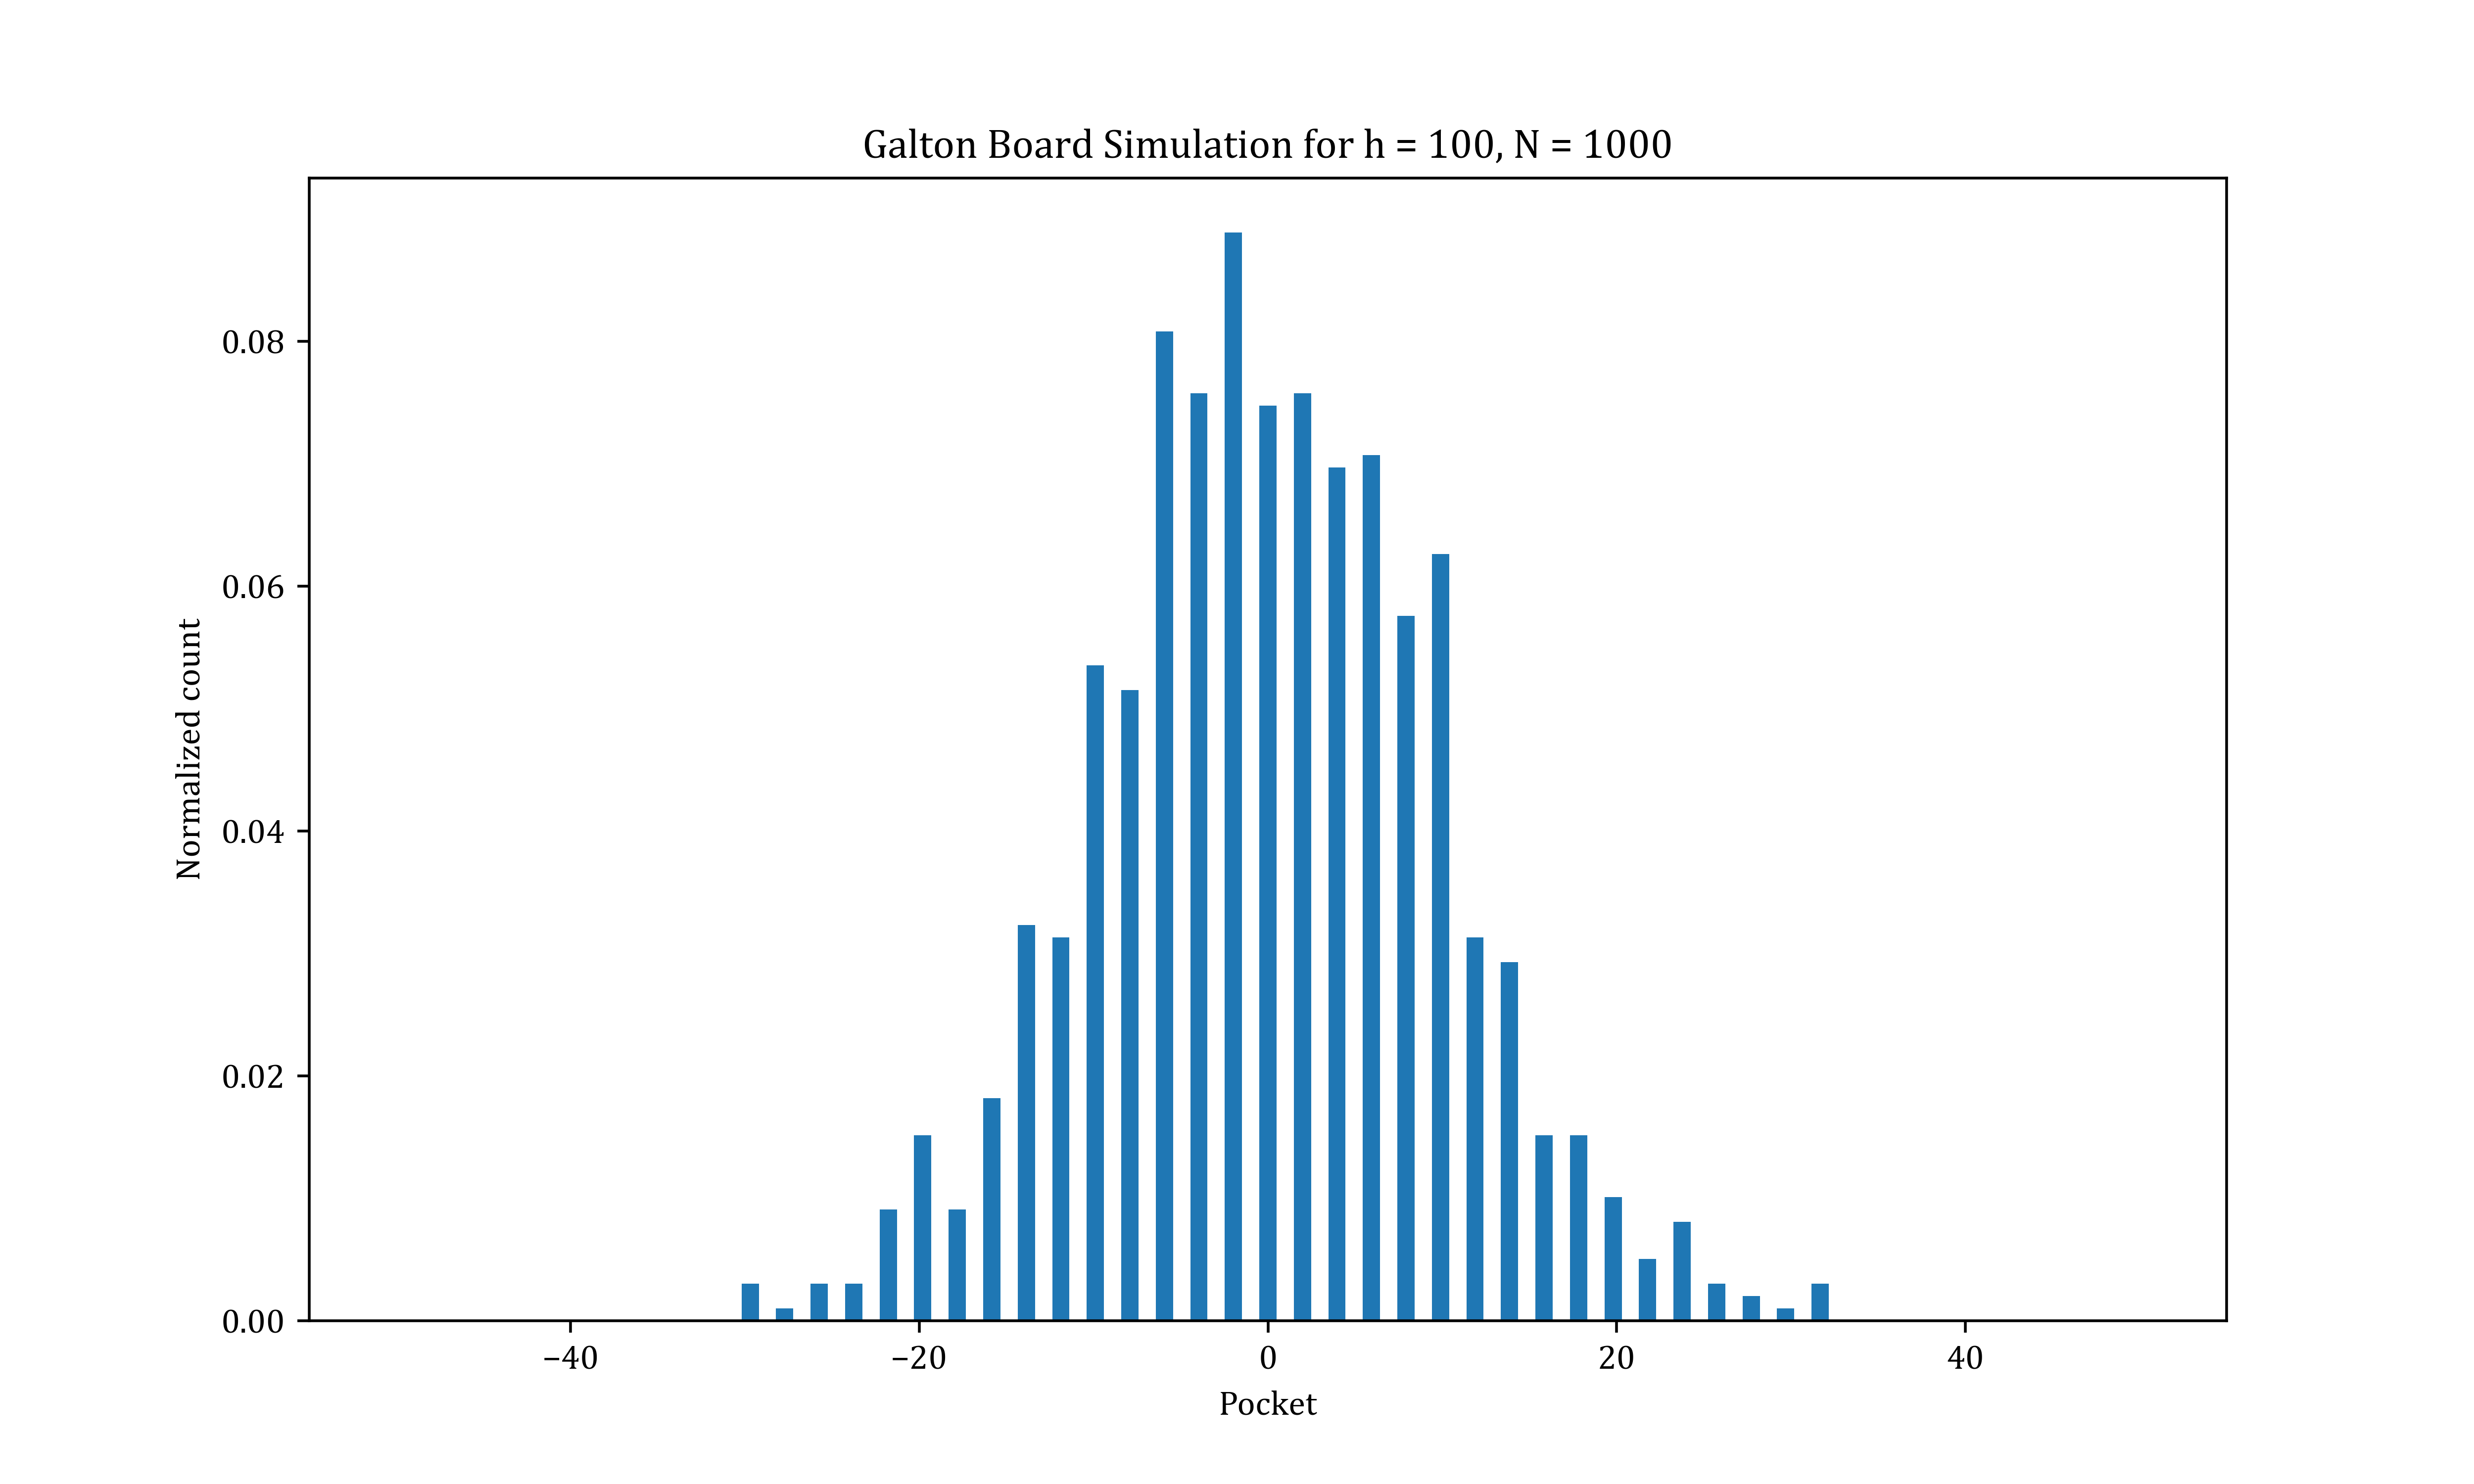 Galton Board Simulation for h = 100, N = 1000
Normalized count
0.08
0.06
0.04
0.02
0.00
−40 −20 0 20 40
Pocket